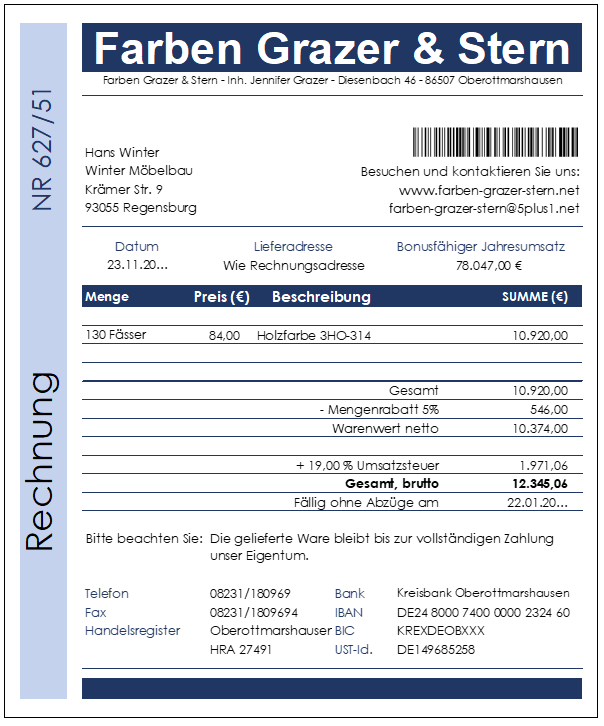 Farben Grazer & Stern
Farben Grazer & Stern - Inh. Jennifer Grazer - Diesenbach 46 - 86507 Oberottmarshausen
Rechnung NR 627/51
Hans Winter
Winter Möbelbau
Krämer Str. 9
93055 Regensburg
Besuchen und kontaktieren Sie uns:
www.farben-grazer-stern.net
farben-grazer-stern@5plus1.net
Datum Lieferadresse Bonusfähiger Jahresumsatz
23.11.20... Wie Rechnungsadresse 78.047,00 €
Menge Preis (€) Beschreibung SUMME (€)
130 Fässer 84,00 Holzfarbe 3HO-314 10.920,00
Gesamt 10.920,00
- Mengenrabatt 5% 546,00
Warenwert netto 10.374,00
+ 19,00 % Umsatzsteuer 1.971,06
Gesamt, brutto 12.345,06
Fällig ohne Abzüge am 22.01.20...
Bitte beachten Sie: Die gelieferte Ware bleibt bis zur vollständigen Zahlung
unser Eigentum.
Telefon 08231/180969 Bank Kreisbank Oberottmarshausen
Fax 08231/1809694 IBAN DE24 8000 7400 0000 2324 60
Handelsregister Oberottmarshauser BIC KREXDEOBXXX
HRA 27491 UST-Id. DE149685258